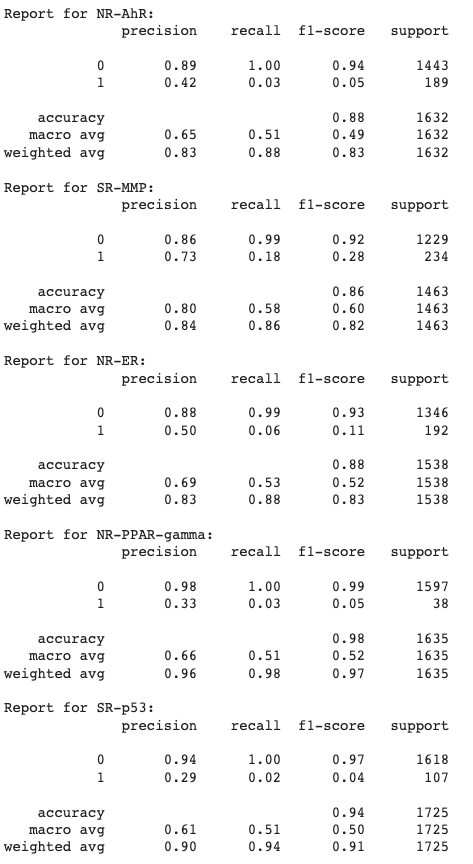 Report for NR-AhR:
precision recall f1-score support
0 0.89 1.00 0.94 1443
1 0.42 0.03 0.05 189
accuracy 0.88 1632
macro avg 0.65 0.51 0.49 1632
weighted avg 0.83 0.88 0.83 1632
Report for SR-MMP:
precision recall f1-score support
0 0.86 0.99 0.92 1229
1 0.73 0.18 0.28 234
accuracy 0.86 1463
macro avg 0.80 0.58 0.60 1463
weighted avg 0.84 0.86 0.82 1463
Report for NR-ER:
precision recall f1-score support
0 0.88 0.99 0.93 1346
1 0.50 0.06 0.11 192
accuracy 0.88 1538
macro avg 0.69 0.53 0.52 1538
weighted avg 0.83 0.88 0.83 1538
Report for NR-PPAR-gamma:
precision recall f1-score support
0 0.98 1.00 0.99 1597
1 0.33 0.03 0.05 38
accuracy 0.98 1635
macro avg 0.66 0.51 0.52 1635
weighted avg 0.96 0.98 0.97 1635
Report for SR-p53:
precision recall f1-score support
0 0.94 1.00 0.97 1618
1 0.29 0.02 0.04 107
accuracy 0.94 1725
macro avg 0.61 0.51 0.50 1725
weighted avg 0.90 0.94 0.91 1725